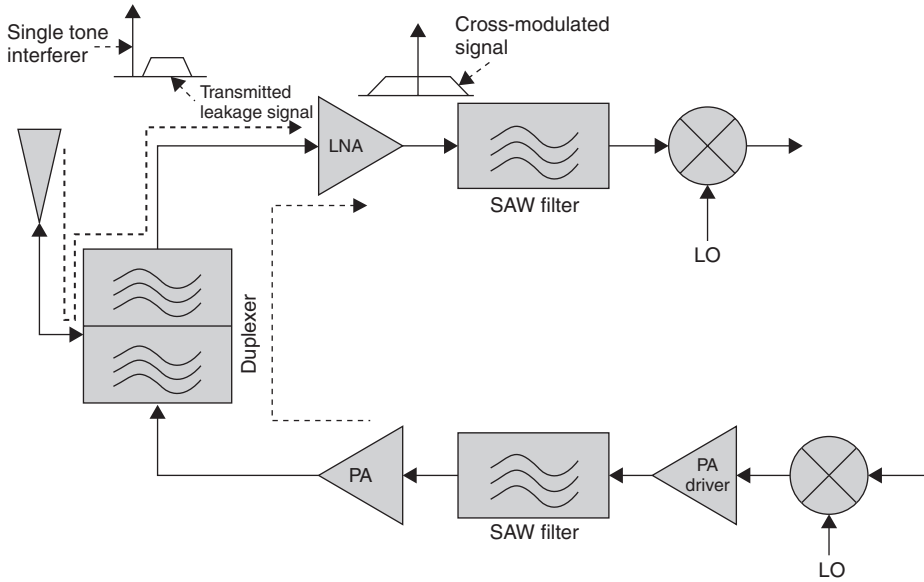 Single tone
interferer
Transmitted
leakage signal
Cross-modulated
signal
LNA
SAW filter
LO
Duplexer
PA
SAW filter
PA
driver
LO